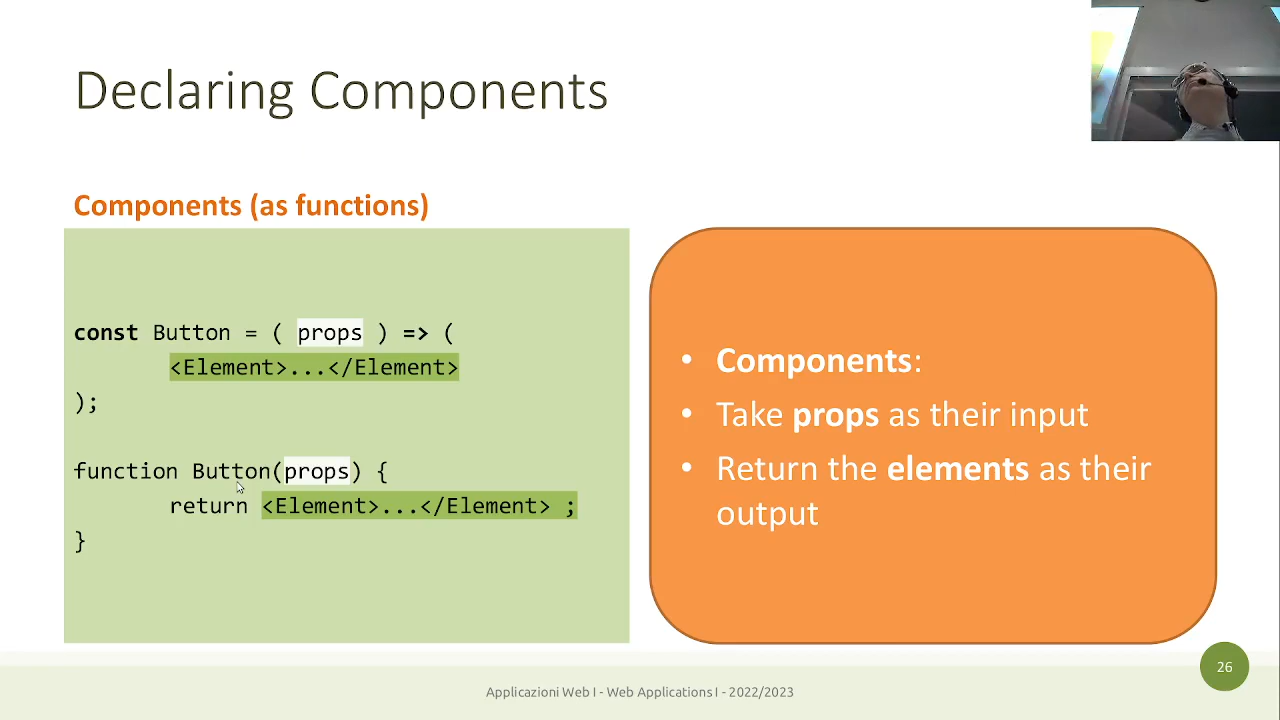 Declaring Components
Components (as functions)
const Button = ( props ) => (
<Element>...</Element>
);
function Button(props) {
return <Element>...</Element> ;
}
• Components:
• Take props as their input
• Return the elements as their
output
26
Applicazioni Web I - Web Applications I - 2022/2023